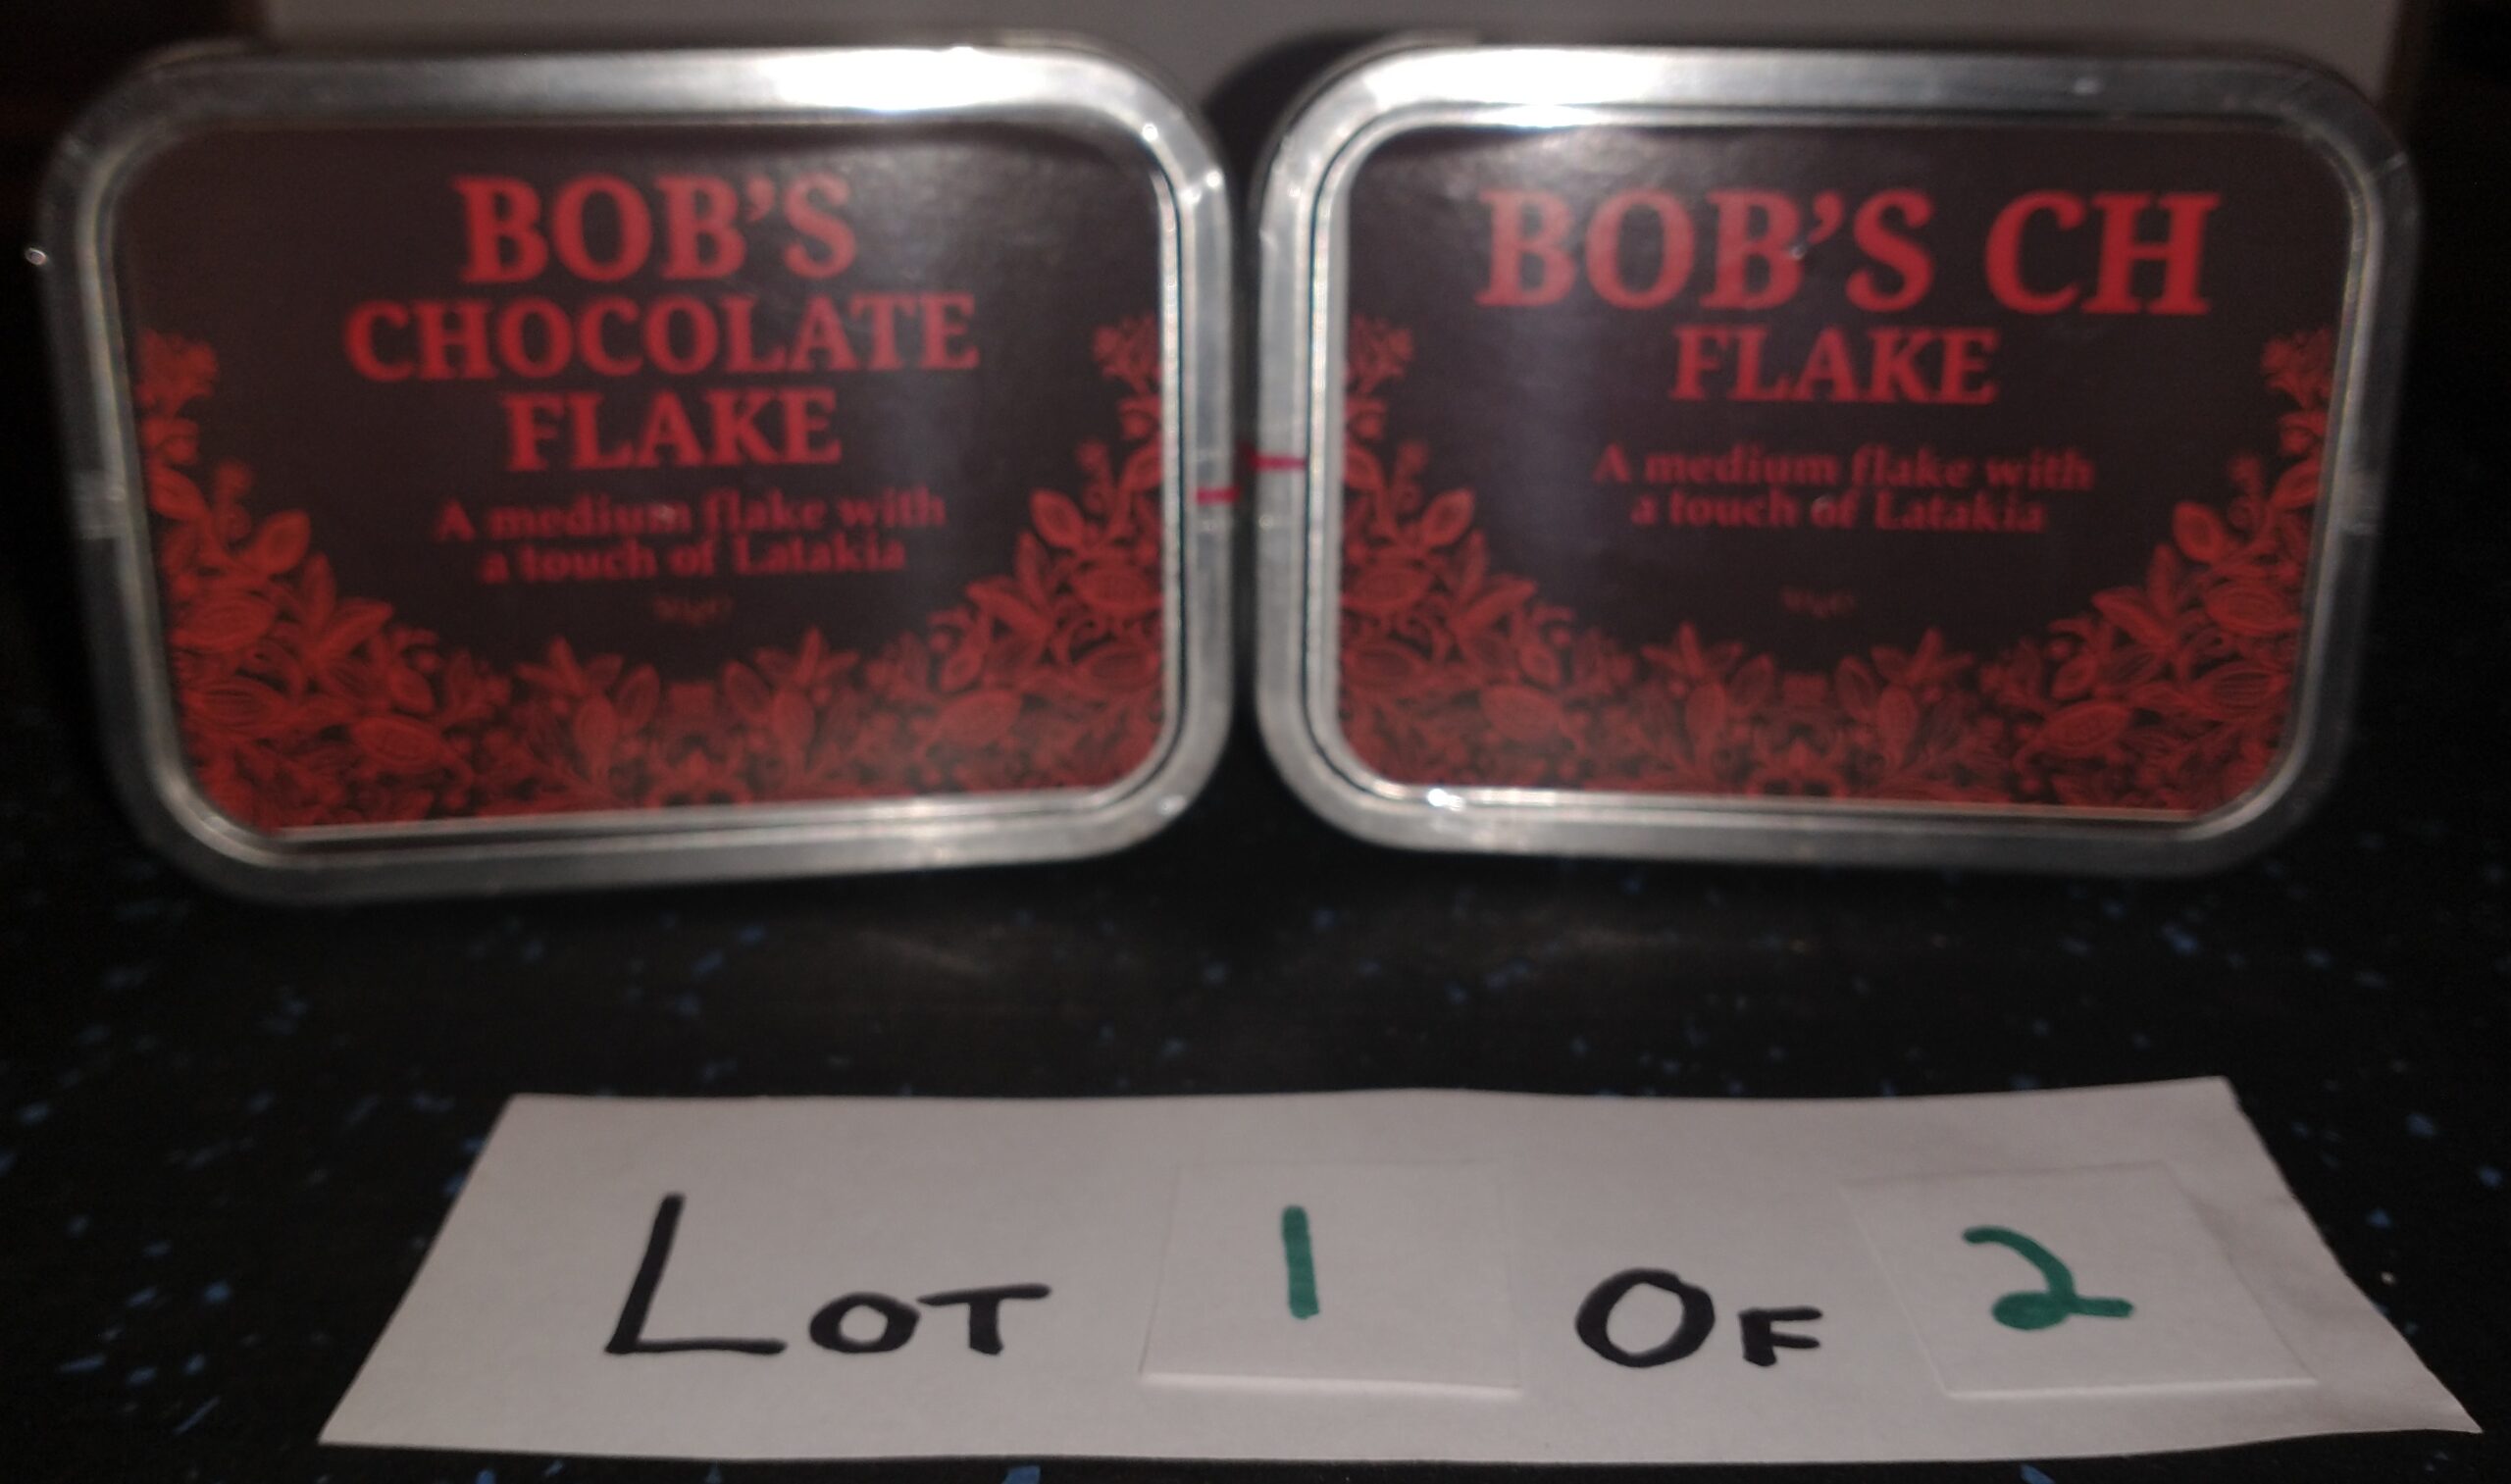 BOB'S
CHOCOLATE
FLAKE
A medium flake with
a touch of Latakia
BOB'S CH
FLAKE
A medium flake with
a touch of Latakia
LOT 1 OF 2